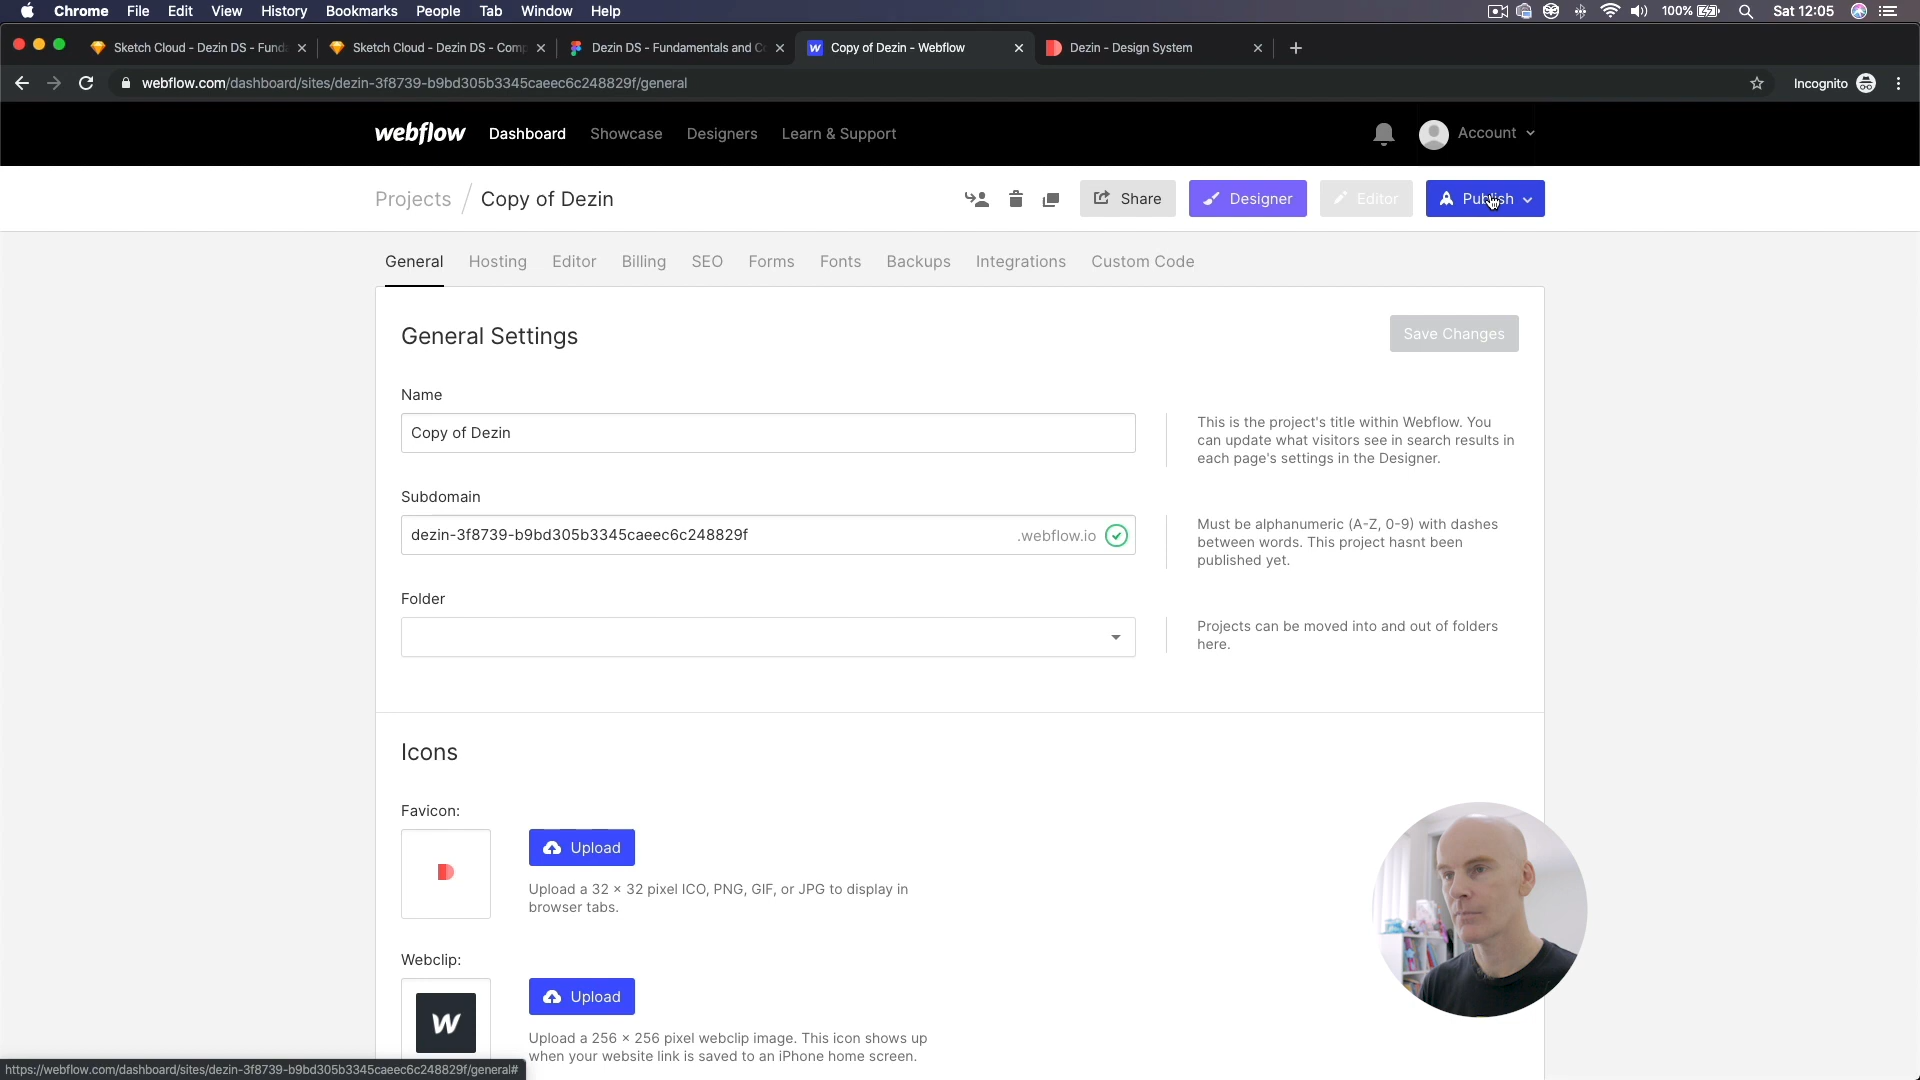 Chrome File Edit View History Bookmarks People Tab Window Help 100% Sat 12:05
Sketch Cloud - Dezin DS - Fund Sketch Cloud - Dezin DS - Comp Dezin DS - Fundamentals and Co Copy of Dezin - Webflow Dezin - Design System
webflow.com/dashboard/sites/dezin-3f8739-b9bd305b3345caeec6c248829f/general Incognito
webflow Dashboard Showcase Designers Learn & Support Account
Projects / Copy of Dezin Share Designer Editor Publish
General Hosting Editor Billing SEO Forms Fonts Backups Integrations Custom Code
General Settings Save Changes
Name
Copy of Dezin
This is the project's title within Webflow. You
can update what visitors see in search results in
each page's settings in the Designer.
Subdomain
dezin-3f8739-b9bd305b3345caeec6c248829f .webflow.io
Must be alphanumeric (A-Z, 0-9) with dashes
between words. This project hasnt been
published yet.
Folder
Projects can be moved into and out of folders
here.
Icons
Favicon:
Upload
Upload a 32 × 32 pixel ICO, PNG, GIF, or JPG to display in
browser tabs.
Webclip:
Upload
Upload a 256 × 256 pixel webclip image. This icon shows up
when your website link is saved to an iPhone home screen.
https://webflow.com/dashboard/sites/dezin-3f8739-b9bd305b3345caeec6c248829f/general#